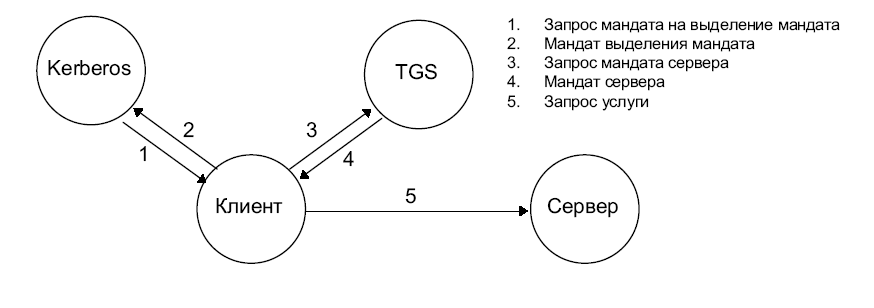 Kerberos
TGS
Клиент
Сервер
1
2
3
4
5
1. Запрос мандата на выделение мандата
2. Мандат выделения мандата
3. Запрос мандата сервера
4. Мандат сервера
5. Запрос услуги